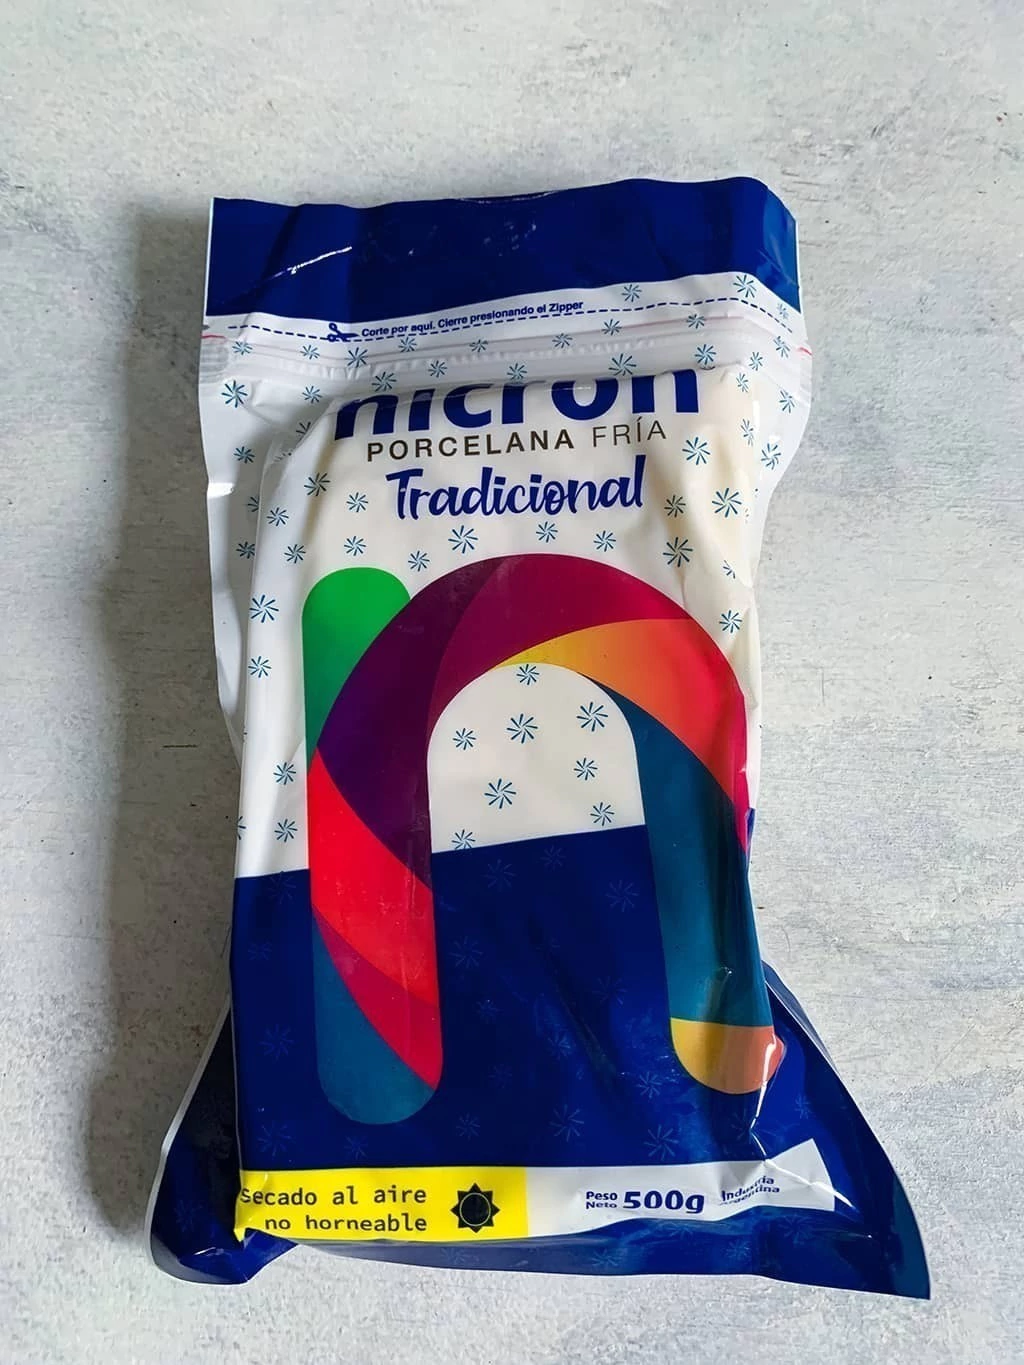 Corte por aquí. Cierre presionando el Zipper
nicron
PORCELANA FRÍA
Tradicional
Secado al aire
no horneable
Peso
Neto 500g
Industria
Argentina